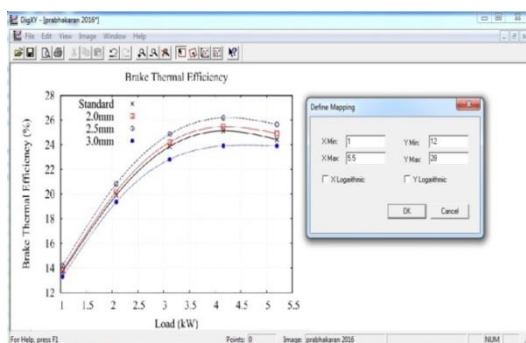 DigXY - [prabhakaran 2016*]
File Edit View Image Window Help
Brake Thermal Efficiency
Standard
2.0mm
2.5mm
3.0mm
Brake Thermal Efficiency (%)
28
26
24
22
20
18
16
14
12
1 1.5 2 2.5 3 3.5 4 4.5 5 5.5
Load (kW)
Define Mapping
X Min: 1 Y Min: 12
X Max: 5.5 Y Max: 28
X Logarithmic Y Logarithmic
OK Cancel
For Help, press F1 Points: 0 Image: prabhakaran 2016 NUM